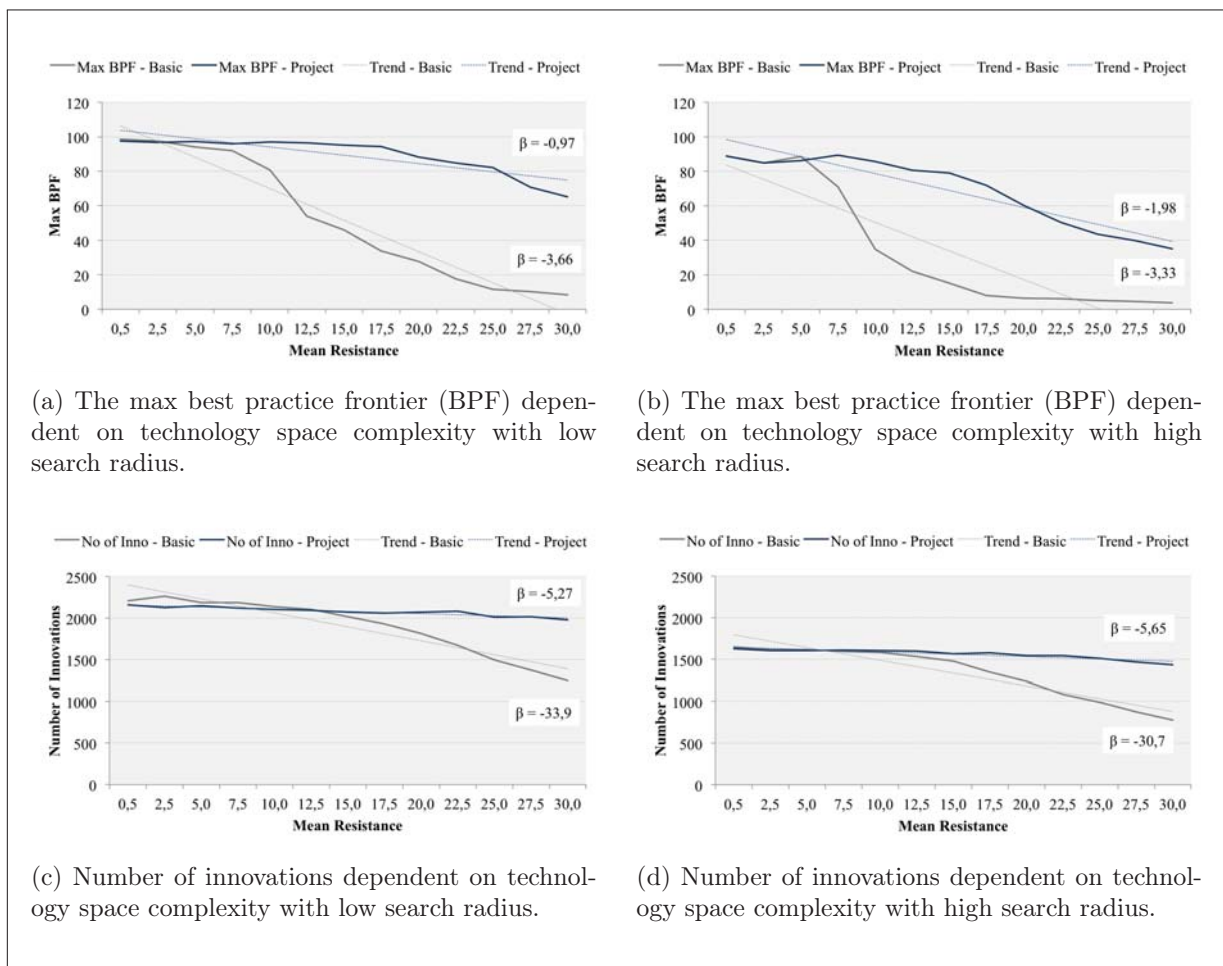 Max BPF - Basic Max BPF - Project Trend - Basic Trend - Project
120
100
80
60
40
20
0
Max BPF
β = -0,97
β = -3,66
0,5 2,5 5,0 7,5 10,0 12,5 15,0 17,5 20,0 22,5 25,0 27,5 30,0
Mean Resistance
(a) The max best practice frontier (BPF) depen-
dent on technology space complexity with low
search radius.
Max BPF - Basic Max BPF - Project Trend - Basic Trend - Project
120
100
80
60
40
20
0
Max BPF
β = -1,98
β = -3,33
0,5 2,5 5,0 7,5 10,0 12,5 15,0 17,5 20,0 22,5 25,0 27,5 30,0
Mean Resistance
(b) The max best practice frontier (BPF) depen-
dent on technology space complexity with high
search radius.
No of Inno - Basic No of Inno - Project Trend - Basic Trend - Project
2500
2000
1500
1000
500
0
Number of Innovations
β = -5,27
β = -33,9
0,5 2,5 5,0 7,5 10,0 12,5 15,0 17,5 20,0 22,5 25,0 27,5 30,0
Mean Resistance
(c) Number of innovations dependent on technol-
ogy space complexity with low search radius.
No of Inno - Basic No of Inno - Project Trend - Basic Trend - Project
2500
2000
1500
1000
500
0
Number of Innovations
β = -5,65
β = -30,7
0,5 2,5 5,0 7,5 10,0 12,5 15,0 17,5 20,0 22,5 25,0 27,5 30,0
Mean Resistance
(d) Number of innovations dependent on technol-
ogy space complexity with high search radius.